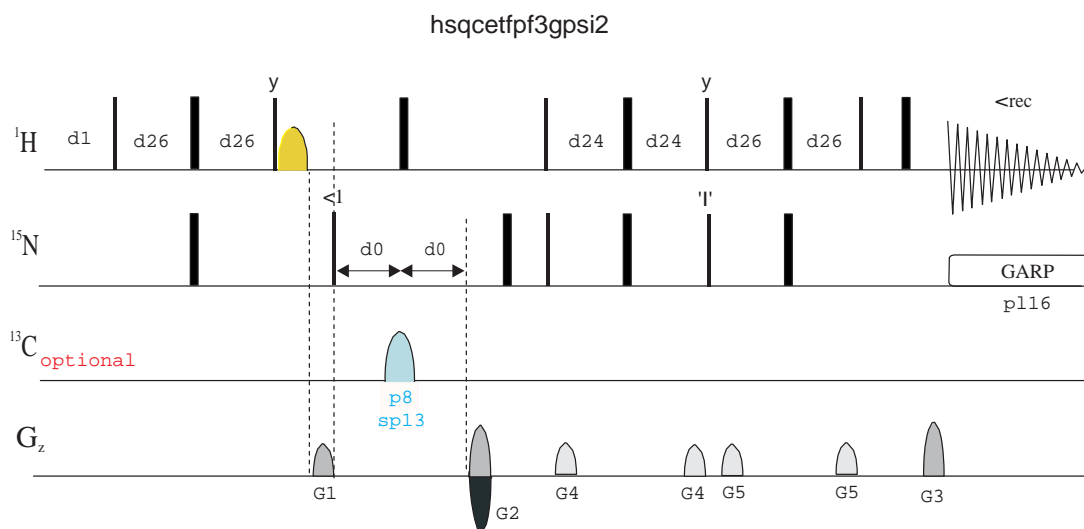 hsqcetfpf3gpsi2
y y
<rec
¹H d1 d26 d26 d24 d24 d26 d26
<1 'I'
¹⁵N d0 d0
GARP
pl16
¹³C optional
p8
sp13
Gz
G1 G2 G4 G4 G5 G5 G3